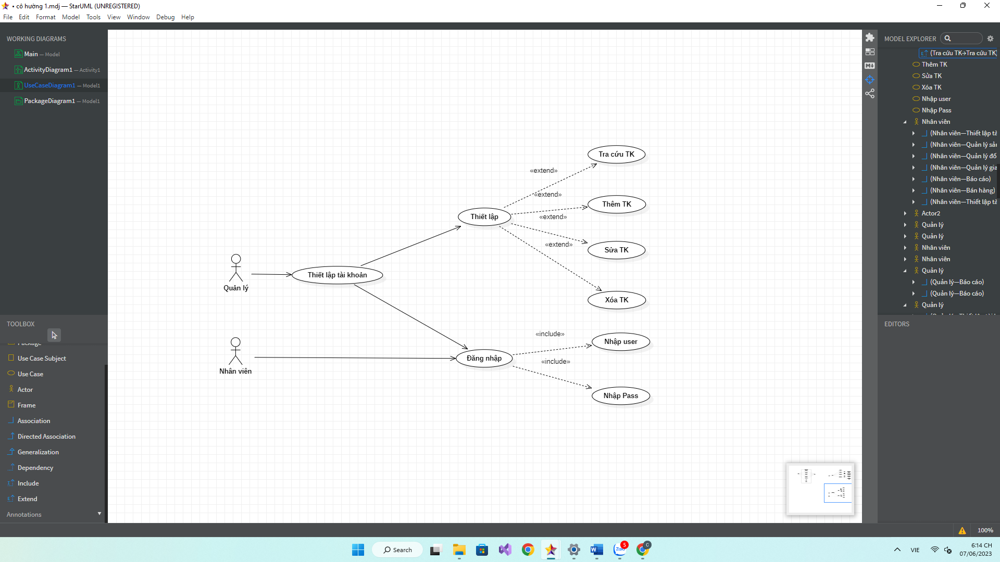 • cô hường 1.mdj — StarUML (UNREGISTERED)
File Edit Format Model Tools View Window Debug Help
WORKING DIAGRAMS
Main — Model
ActivityDiagram1 — Activity1
UseCaseDiagram1 — Model1
PackageDiagram1 — Model1
TOOLBOX
Package
Use Case Subject
Use Case
Actor
Frame
Association
Directed Association
Generalization
Dependency
Include
Extend
Annotations
Tra cứu TK
«extend»
«extend»
Thêm TK
Thiết lập
«extend»
«extend»
Sửa TK
Thiết lập tài khoản
Quản lý
Xóa TK
«include»
Nhập user
Đăng nhập
«include»
Nhân viên
Nhập Pass
MODEL EXPLORER
(Tra cứu TK→Tra cứu TK)
Thêm TK
Sửa TK
Xóa TK
Nhập user
Nhập Pass
Nhân viên
(Nhân viên—Thiết lập tà
(Nhân viên—Quản lý sả
(Nhân viên—Quản lý đố
(Nhân viên—Quản lý gia
(Nhân viên—Báo cáo)
(Nhân viên—Bán hàng)
(Nhân viên—Thiết lập tà
Actor2
Quản lý
Quản lý
Nhân viên
Nhân viên
Quản lý
(Quản lý—Báo cáo)
(Quản lý—Báo cáo)
Quản lý
EDITORS
100%
Search
Zalo
5
C
VIE
6:14 CH
07/06/2023